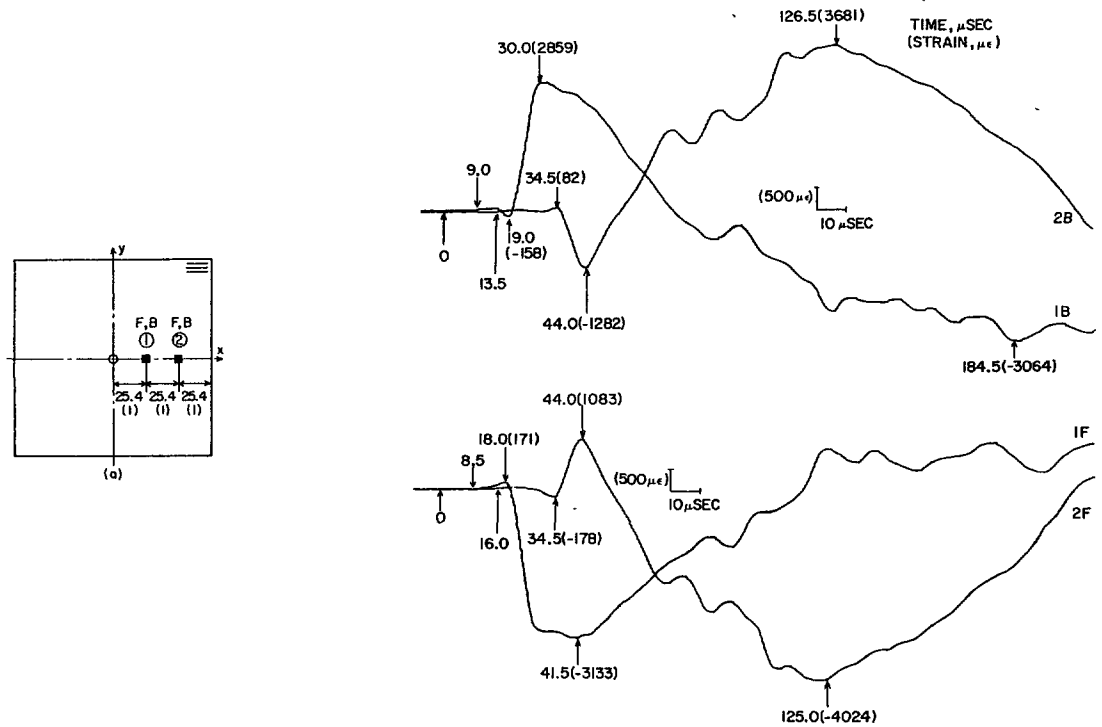 126.5(3681)
TIME, μSEC
(STRAIN, με)
30.0(2859)
9.0
34.5(82)
(500με)
10 μSEC
2B
0
9.0
(-158)
13.5
44.0(-1282)
1B
184.5(-3064)
y
F,B F,B
① ②
x
25.4 25.4 25.4
(1) (1) (1)
(a)
44.0(1083)
18.0(171)
1F
8.5
(500με)
10μSEC
2F
0
16.0
34.5(-178)
41.5(-3133)
125.0(-4024)